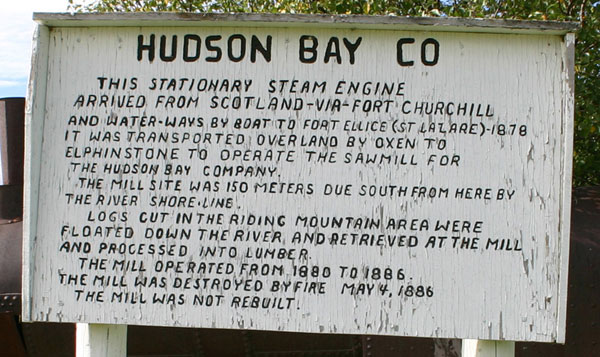 HUDSON BAY CO
THIS STATIONARY STEAM ENGINE
ARRIVED FROM SCOTLAND-VIA-FORT CHURCHILL
AND WATER-WAYS BY BOAT TO FORT ELLICE (ST. LAZARE)-1878
IT WAS TRANSPORTED OVERLAND BY OXEN TO
ELPHINSTONE TO OPERATE THE SAWMILL FOR
THE HUDSON BAY COMPANY.
THE MILL SITE WAS 150 METERS DUE SOUTH FROM HERE BY
THE RIVER SHORE-LINE.
LOGS CUT IN THE RIDING MOUNTAIN AREA WERE
FLOATED DOWN THE RIVER, AND RETRIEVED AT THE MILL
AND PROCESSED INTO LUMBER.
THE MILL OPERATED FROM 1880 TO 1886.
THE MILL WAS DESTROYED BY FIRE MAY 4, 1886
THE MILL WAS NOT REBUILT.